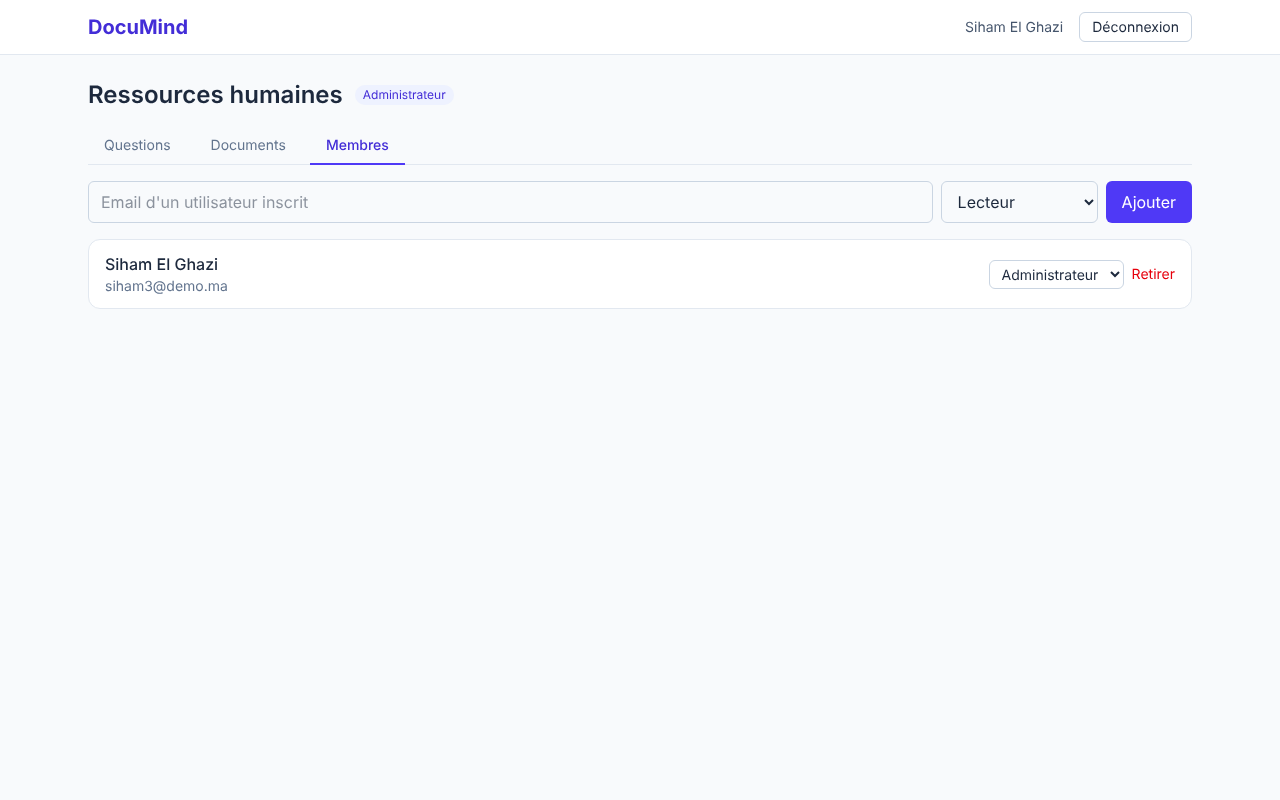 DocuMind
Siham El Ghazi
Déconnexion
Ressources humaines
Administrateur
Questions
Documents
Membres
Email d'un utilisateur inscrit
Lecteur
Ajouter
Siham El Ghazi
siham3@demo.ma
Administrateur
Retirer